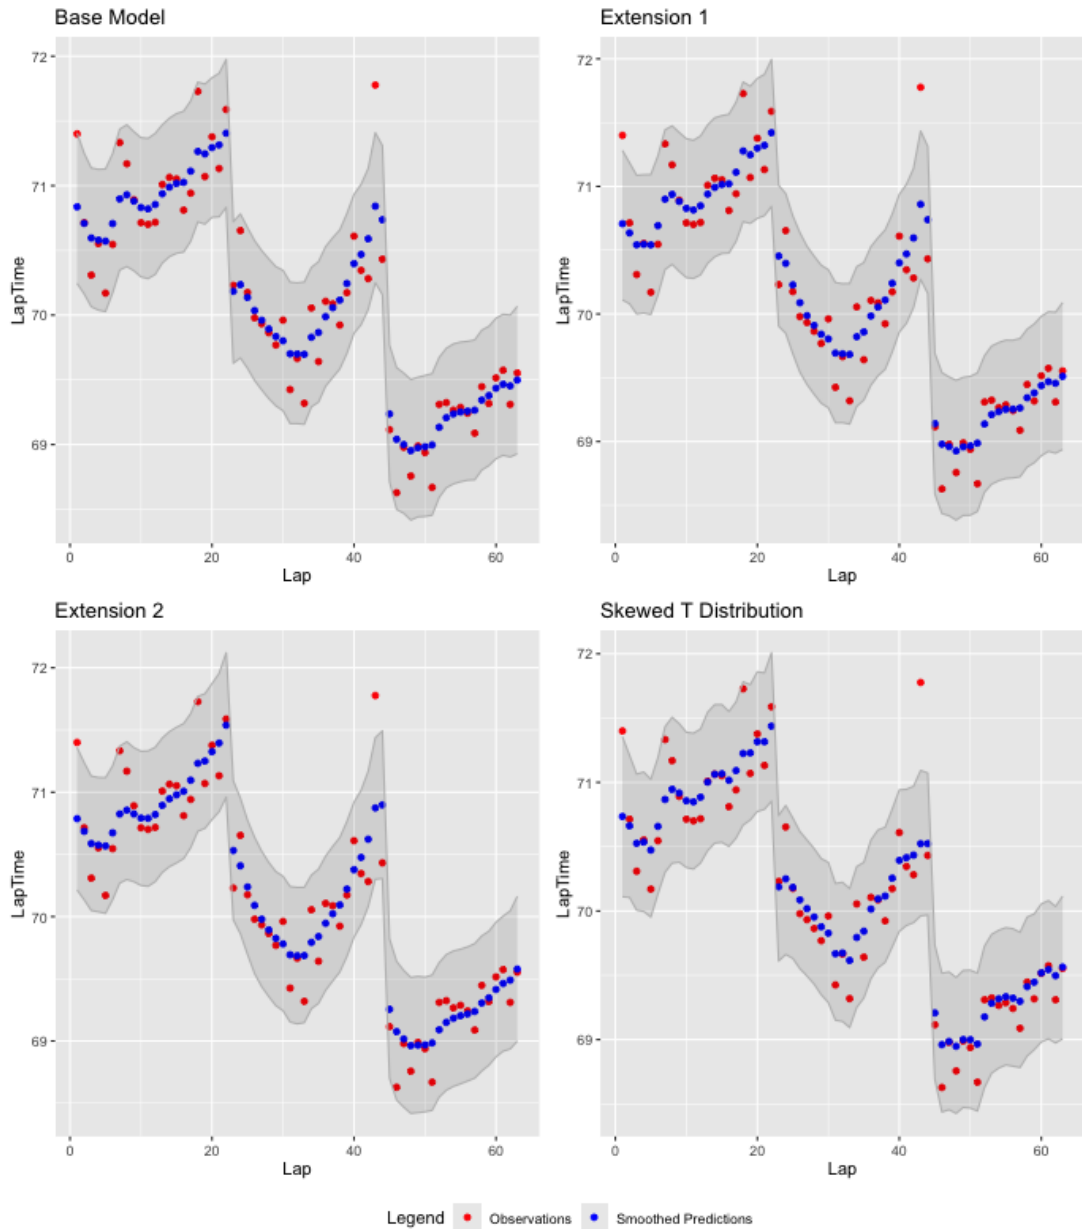 Base Model
Extension 1
72
71
70
69
LapTime
0
20
40
60
Lap
72
71
70
69
LapTime
0
20
40
60
Lap
Extension 2
Skewed T Distribution
72
71
70
69
LapTime
0
20
40
60
Lap
72
71
70
69
LapTime
0
20
40
60
Lap
Legend
Observations
Smoothed Predictions